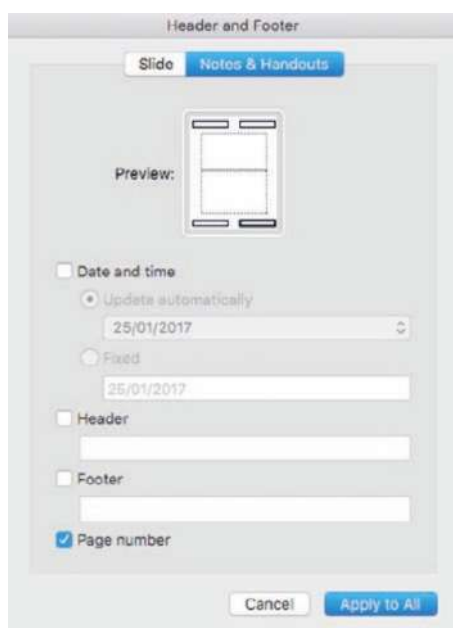 Header and Footer
Slide Notes & Handouts
Preview:
Date and time
Update automatically
25/01/2017
Fixed
25/01/2017
Header
Footer
Page number
Cancel Apply to All